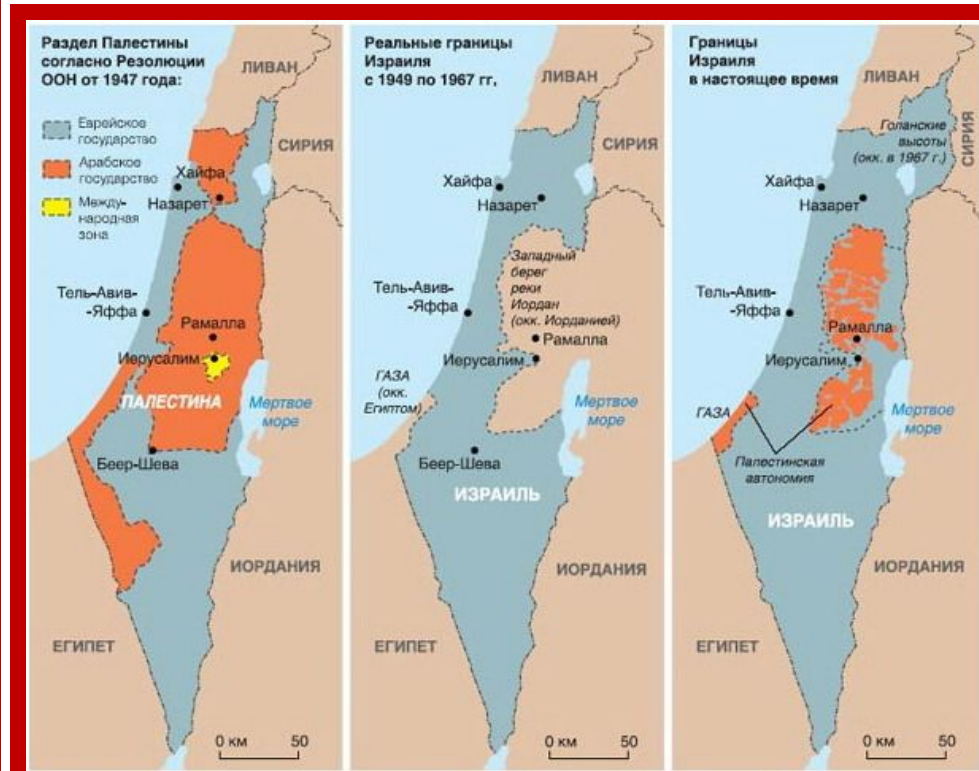 Раздел Палестины
согласно Резолюции
ООН от 1947 года:
Еврейское
государство
Арабское
государство
Между-
народная
зона
ЛИВАН
СИРИЯ
Хайфа
Назарет
Тель-Авив-
-Яффа
Рамалла
Иерусалим
ПАЛЕСТИНА
Мертвое
море
Беер-Шева
ИОРДАНИЯ
ЕГИПЕТ
0 км 50
Реальные границы
Израиля
с 1949 по 1967 гг,
ЛИВАН
СИРИЯ
Хайфа
Назарет
Западный
берег
реки
Иордан
(окк. Иорданией)
Тель-Авив-
-Яффа
Рамалла
Иерусалим
ГАЗА
(окк.
Египтом)
Мертвое
море
Беер-Шева
ИЗРАИЛЬ
ИОРДАНИЯ
ЕГИПЕТ
0 км 50
Границы
Израиля
в настоящее время
ЛИВАН
Голанские
высоты
(окк. в 1967 г.)
СИРИЯ
Хайфа
Назарет
Тель-Авив-
-Яффа
Рамалла
Иерусалим
ГАЗА
Мертвое
море
Палестинская
автономия
ИЗРАИЛЬ
ИОРДАНИЯ
ЕГИПЕТ
0 км 50